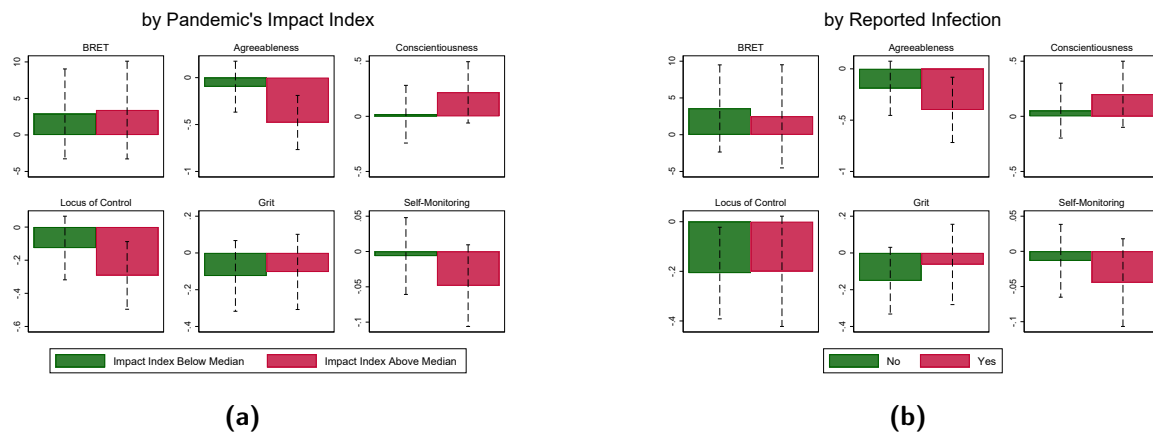 by Pandemic's Impact Index
BRET
Agreeableness
Conscientiousness
10
5
0
-5
0
-.5
-1
.5
0
-.5
Locus of Control
Grit
Self-Monitoring
0
-.2
-.4
-.6
.2
0
-.2
-.4
.05
0
.05
-.1
Impact Index Below Median
Impact Index Above Median
(a)
by Reported Infection
BRET
Agreeableness
Conscientiousness
10
5
0
-5
0
-.5
-1
.5
0
-.5
Locus of Control
Grit
Self-Monitoring
0
-.2
-.4
.2
0
-.2
-.4
.05
0
.05
-.1
No
Yes
(b)